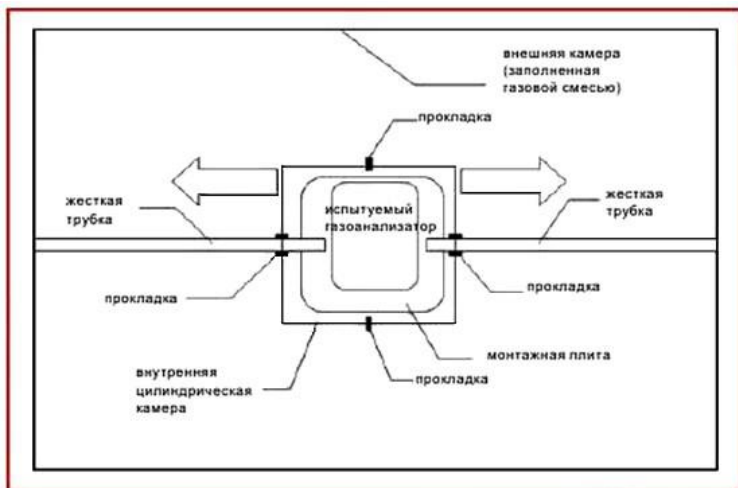 внешняя камера
(заполненная
газовой смесью)
прокладка
жесткая
трубка
испытуемый
газоанализатор
жесткая
трубка
прокладка
прокладка
монтажная плита
внутренняя
цилиндрическая
камера
прокладка